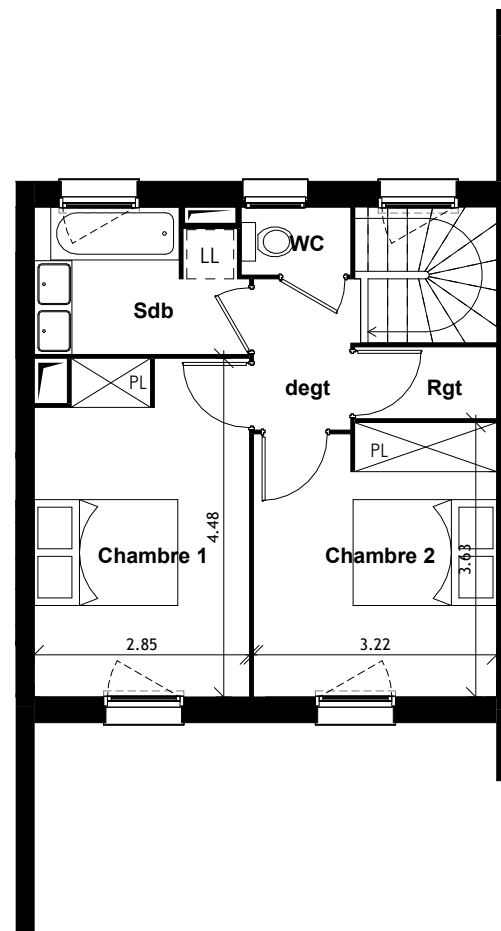 WC
LL
Sdb
PL
degt
Rgt
PL
4.48
Chambre 1
Chambre 2
3.63
2.85
3.22